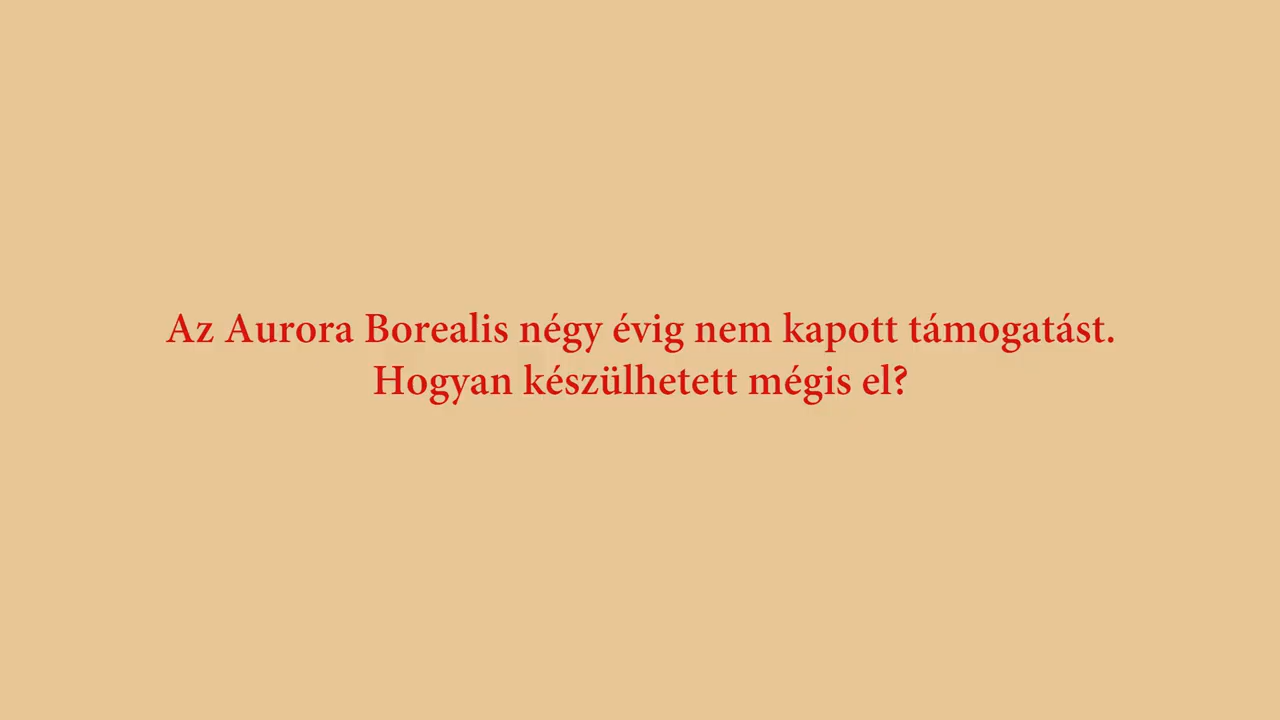 Az Aurora Borealis négy évig nem kapott támogatást.
Hogyan készülhetett mégis el?